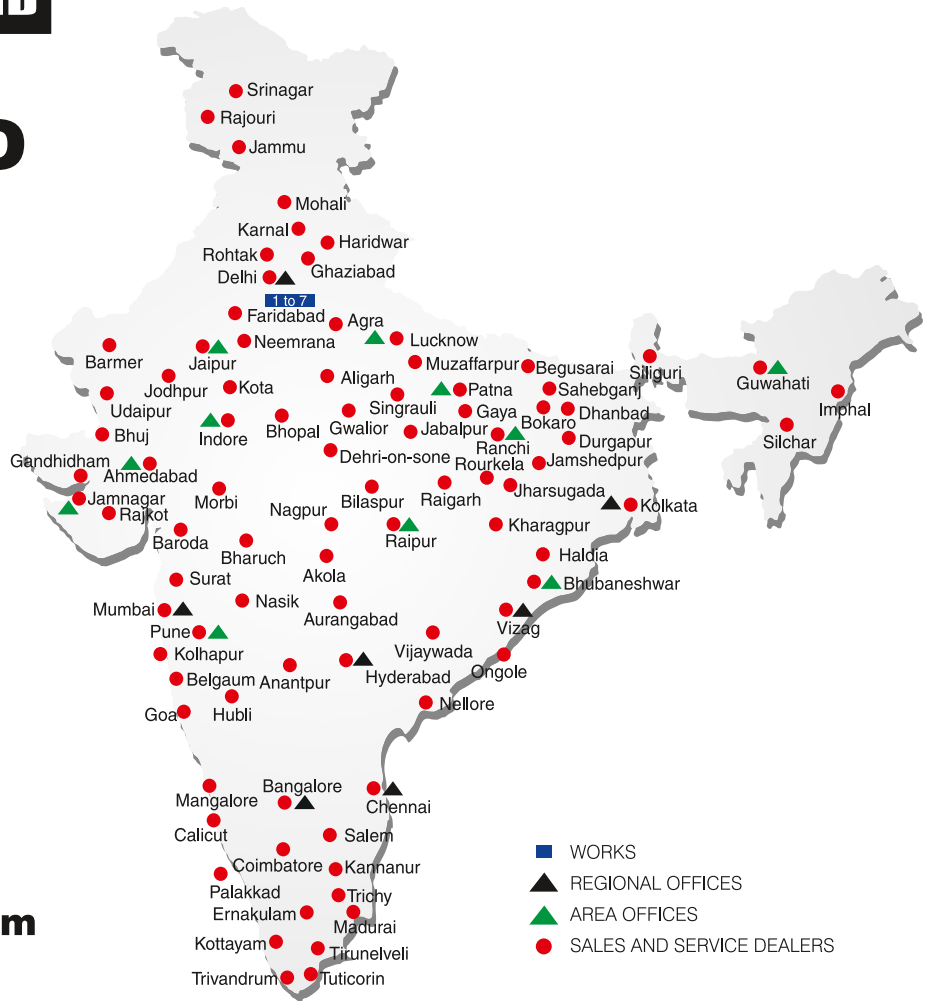 Srinagar
Rajouri
Jammu
Mohali
Karnal
Haridwar
Rohtak
Ghaziabad
Delhi
1 to 7
Faridabad
Agra
Neemrana
Lucknow
Barmer
Jaipur
Muzaffarpur
Begusarai
Siliguri
Guwahati
Jodhpur
Kota
Aligarh
Patna
Sahebganj
Imphal
Udaipur
Singrauli
Gaya
Bokaro
Dhanbad
Bhuj
Indore
Bhopal
Gwalior
Jabalpur
Ranchi
Durgapur
Silchar
Gandhidham
Ahmedabad
Dehri-on-sone
Rourkela
Jamshedpur
Jamnagar
Morbi
Bilaspur
Raigarh
Jharsugada
Rajkot
Nagpur
Kolkata
Baroda
Raipur
Kharagpur
Bharuch
Akola
Haldia
Surat
Bhubaneshwar
Mumbai
Nasik
Aurangabad
Vizag
Pune
Vijaywada
Kolhapur
Hyderabad
Ongole
Belgaum
Anantpur
Goa
Hubli
Nellore
Mangalore
Bangalore
Chennai
Calicut
Salem
Coimbatore
Kannanur
Palakkad
Trichy
Ernakulam
Madurai
Kottayam
Tirunelveli
Trivandrum
Tuticorin
WORKS
REGIONAL OFFICES
AREA OFFICES
SALES AND SERVICE DEALERS
m